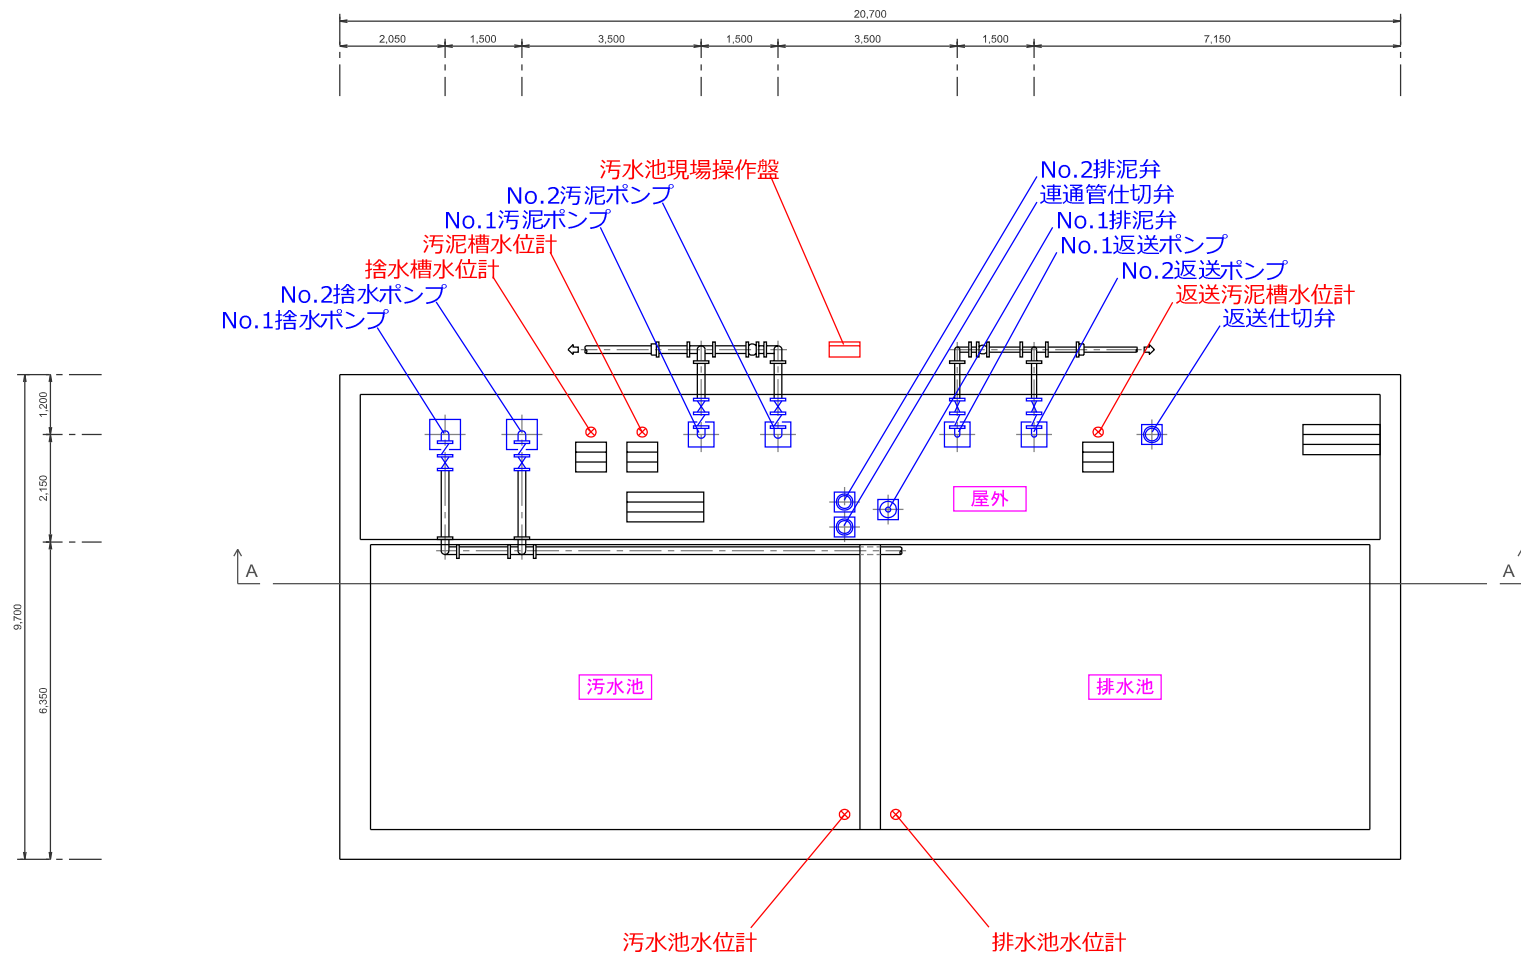 20,700
2,050
1,500
3,500
1,500
3,500
1,500
7,150
汚水池現場操作盤
No.2汚泥ポンプ
No.1汚泥ポンプ
汚泥槽水位計
捨水槽水位計
No.2捨水ポンプ
No.1捨水ポンプ
No.2排泥弁
連通管仕切弁
No.1排泥弁
No.1返送ポンプ
No.2返送ポンプ
返送汚泥槽水位計
返送仕切弁
1,200
2,150
9,700
6,350
屋外
A
A
汚水池
排水池
汚水池水位計
排水池水位計